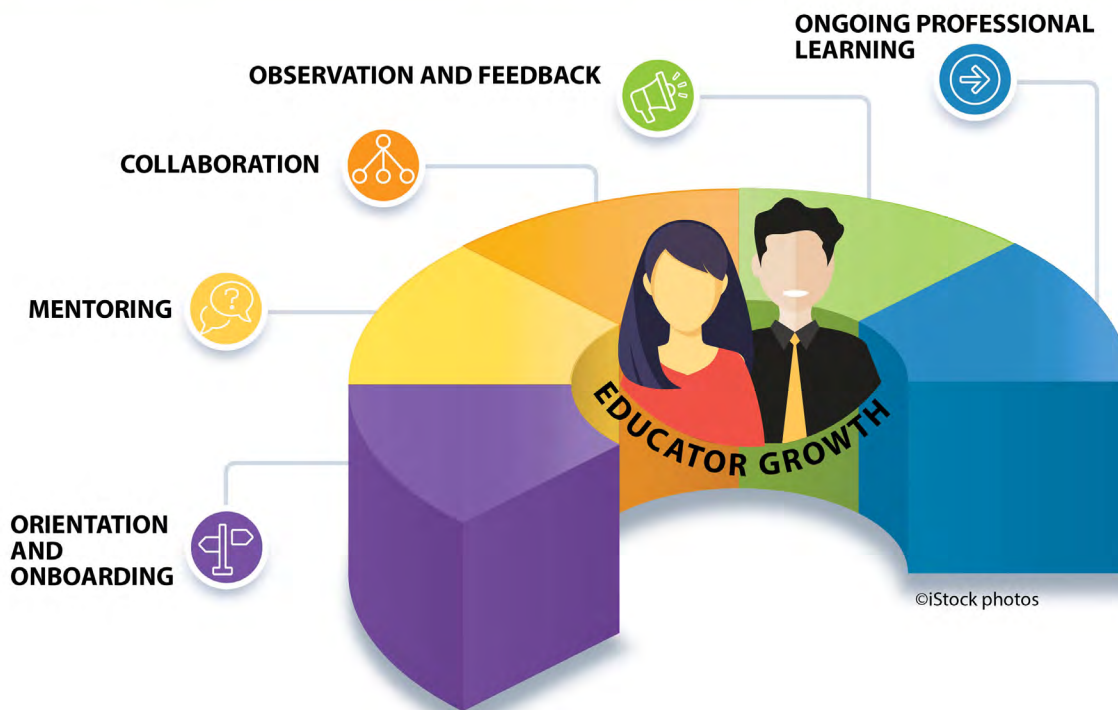 ONGOING PROFESSIONAL
LEARNING
OBSERVATION AND FEEDBACK
COLLABORATION
MENTORING
?
EDUCATOR GROWTH
ORIENTATION
AND
ONBOARDING
©iStock photos